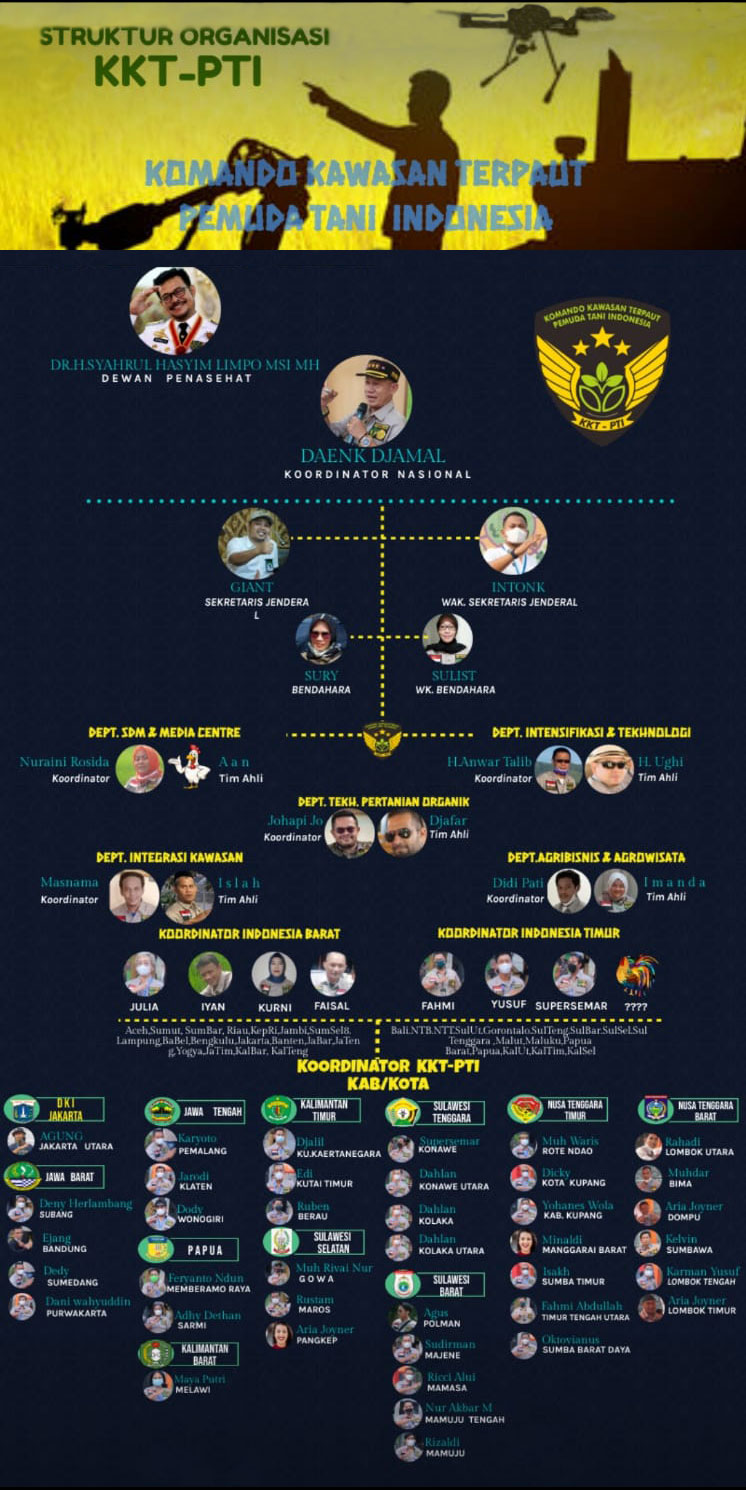 STRUKTUR ORGANISASI
KKT-PTI
KOMANDO KAWASAN TERPAUT
PEMUDA TANI INDONESIA
KOMANDO KAWASAN TERPAUT
PEMUDA TANI INDONESIA
KKT - PTI
DR.H.SYAHRUL HASYIM LIMPO MSI MH
DEWAN PENASEHAT
DAENK DJAMAL
KOORDINATOR NASIONAL
GIANT
SEKRETARIS JENDERA
L
INTONK
WAK. SEKRETARIS JENDERAL
SURY
BENDAHARA
SULIST
WK. BENDAHARA
DEPT. SDM & MEDIA CENTRE
Nuraini Rosida
Koordinator
A a n
Tim Ahli
DEPT. INTENSIFIKASI & TEKHNOLOGI
H.Anwar Talib
Koordinator
H. Ughi
Tim Ahli
DEPT. TEKH. PERTANIAN ORGANIK
Johapi Jo
Koordinator
Djafar
Tim Ahli
DEPT. INTEGRASI KAWASAN
Masnama
Koordinator
I s l a h
Tim Ahli
DEPT.AGRIBISNIS & AGROWISATA
Didi Pati
Koordinator
I m a n d a
Tim Ahli
KOORDINATOR INDONESIA BARAT
JULIA
IYAN
KURNI
FAISAL
Aceh,Sumut, SumBar, Riau,KepRi,Jambi,SumSel8.
Lampung,BaBel,Bengkulu,Jakarta,Banten,JaBar,JaTen
g,Yogya,JaTim,KalBar, KalTeng
KOORDINATOR INDONESIA TIMUR
FAHMI
YUSUF
SUPERSEMAR
????
Bali,NTB,NTT,SulUt,Gorontalo,SulTeng,SulBar,SulSel,Sul
Tenggara ,Malut,Maluku,Papua
Barat,Papua,KalUt,KalTim,KalSel
KOORDINATOR KKT-PTI
KAB/KOTA
D K I
JAKARTA
AGUNG
JAKARTA UTARA
JAWA BARAT
Deny Herlambang
SUBANG
Ejang
BANDUNG
Dedy
SUMEDANG
Dani wahyuddin
PURWAKARTA
JAWA TENGAH
Karyoto
PEMALANG
Jarodi
KLATEN
Dody
WONOGIRI
PAPUA
Feryanto Ndun
MEMBERAMO RAYA
Adhy Dethan
SARMI
KALIMANTAN
BARAT
Maya Putri
MELAWI
KALIMANTAN
TIMUR
Djalil
KU.KAERTANEGARA
Edi
KUTAI TIMUR
Ruben
BERAU
SULAWESI
SELATAN
Muh Rivai Nur
G O W A
Rustam
MAROS
Aria Joyner
PANGKEP
SULAWESI
TENGGARA
Supersemar
KONAWE
Dahlan
KONAWE UTARA
Dahlan
KOLAKA
Dahlan
KOLAKA UTARA
SULAWESI
BARAT
Agus
POLMAN
Sudirman
MAJENE
Ricci Alui
MAMASA
Nur Akbar M
MAMUJU TENGAH
Rizaldi
MAMUJU
NUSA TENGGARA
TIMUR
Muh Waris
ROTE NDAO
Dicky
KOTA KUPANG
Yohanes Wola
KAB. KUPANG
Minaldi
MANGGARAI BARAT
Isakh
SUMBA TIMUR
Fahmi Abdullah
TIMUR TENGAH UTARA
Oktovianus
SUMBA BARAT DAYA
NUSA TENGGARA
BARAT
Rahadi
LOMBOK UTARA
Muhdar
BIMA
Aria Joyner
DOMPU
Kelvin
SUMBAWA
Karman Yusuf
LOMBOK TENGAH
Aria Joyner
LOMBOK TIMUR